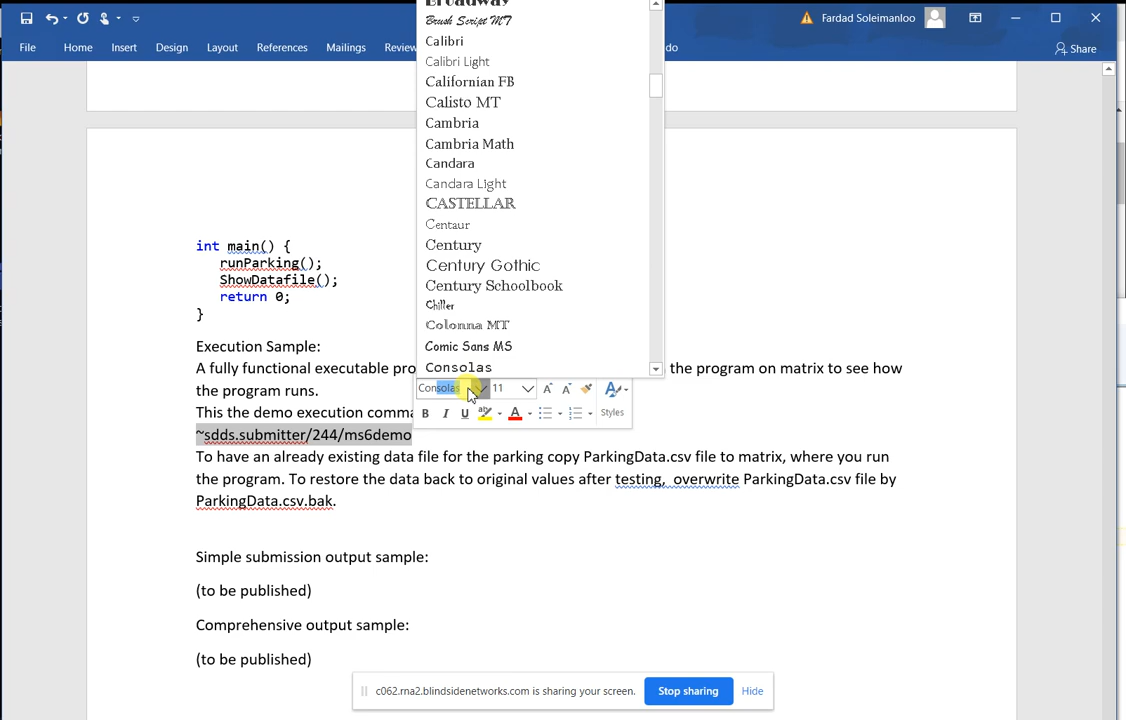 Fardad Soleimanloo
File Home Insert Design Layout References Mailings Review do Share
Broadway
Brush Script MT
Calibri
Calibri Light
Californian FB
Calisto MT
Cambria
Cambria Math
Candara
Candara Light
CASTELLAR
Centaur
Century
Century Gothic
Century Schoolbook
Chiller
Colonna MT
Comic Sans MS
Consolas
Consolas 11
B I U ab A Styles
int main() {
runParking();
ShowDatafile();
return 0;
}
Execution Sample:
A fully functional executable pro the program on matrix to see how
the program runs.
This the demo execution comma
~sdds.submitter/244/ms6demo
To have an already existing data file for the parking copy ParkingData.csv file to matrix, where you run
the program. To restore the data back to original values after testing, overwrite ParkingData.csv file by
ParkingData.csv.bak.
Simple submission output sample:
(to be published)
Comprehensive output sample:
(to be published)
c062.rna2.blindsidenetworks.com is sharing your screen. Stop sharing Hide